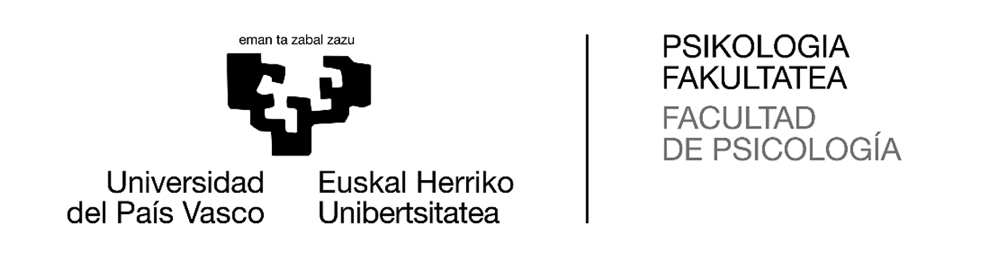 eman ta zabal zazu
Universidad
del País Vasco
Euskal Herriko
Unibertsitatea
PSIKOLOGIA
FAKULTATEA
FACULTAD
DE PSICOLOGÍA